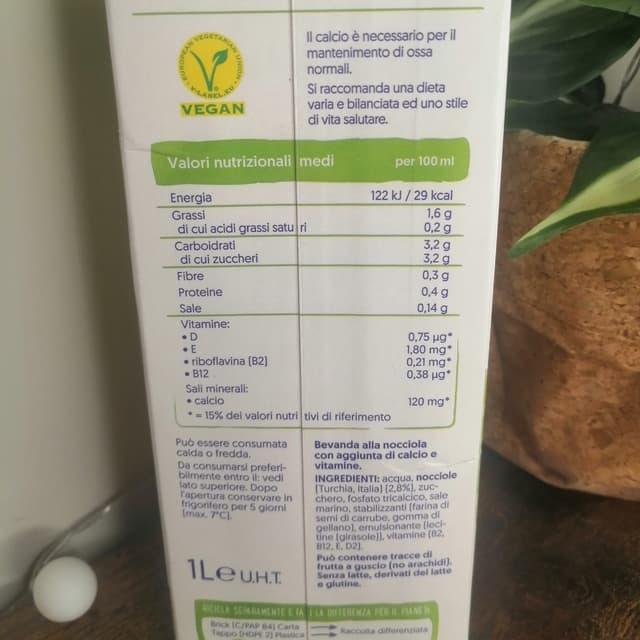 EUROPEAN VEGETARIAN UNION
V-LABEL.EU
VEGAN
Il calcio è necessario per il
mantenimento di ossa
normali.
Si raccomanda una dieta
varia e bilanciata ed uno stile
di vita salutare.
Valori nutrizionali medi per 100 ml
Energia 122 kJ / 29 kcal
Grassi 1,6 g
di cui acidi grassi saturi 0,2 g
Carboidrati 3,2 g
di cui zuccheri 3,2 g
Fibre 0,3 g
Proteine 0,4 g
Sale 0,14 g
Vitamine:
• D 0,75 µg*
• E 1,80 mg*
• riboflavina (B2) 0,21 mg*
• B12 0,38 µg*
Sali minerali:
• calcio 120 mg*
* = 15% dei valori nutritivi di riferimento
Può essere consumata
calda o fredda.
Da consumarsi preferi-
bilmente entro il: vedi
lato superiore. Dopo
l'apertura conservare in
frigorifero per 5 giorni
(max. 7°C).
1L e U.H.T.
Bevanda alla nocciola
con aggiunta di calcio e
vitamine.
INGREDIENTI: acqua, nocciole
(Turchia, Italia) (2,8%), zuc-
chero, fosfato tricalcico, sale
marino, stabilizzanti (farina di
semi di carrube, gomma di
gellano), emulsionante (leci-
tine (girasole)), vitamine (B2,
B12, E, D2).
Può contenere tracce di
frutta a guscio (no arachidi).
Senza latte, derivati del latte
e glutine.
RICICLA SEPARATAMENTE E FAI LA DIFFERENZA PER IL PIANETA
Brick (C/PAP 84) Carta
Tappo (HDPE 2) Plastica
Raccolta differenziata